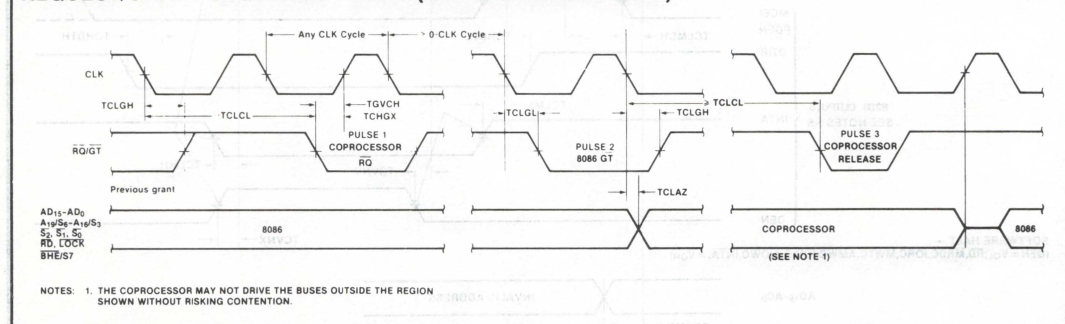 Any CLK Cycle
> 0-CLK Cycle
CLK
TCLGH
TCLCL
TGVCH
TCHGX
TCLGL
≥ TCLCL
TCLGH
RQ/GT
PULSE 1
COPROCESSOR
RQ
PULSE 2
8086 GT
PULSE 3
COPROCESSOR
RELEASE
Previous grant
TCLAZ
AD15-AD0
A19/S6-A16/S3
S2, S1, S0
RD, LOCK
BHE/S7
8086
COPROCESSOR
8086
(SEE NOTE 1)
NOTES: 1. THE COPROCESSOR MAY NOT DRIVE THE BUSES OUTSIDE THE REGION
SHOWN WITHOUT RISKING CONTENTION.